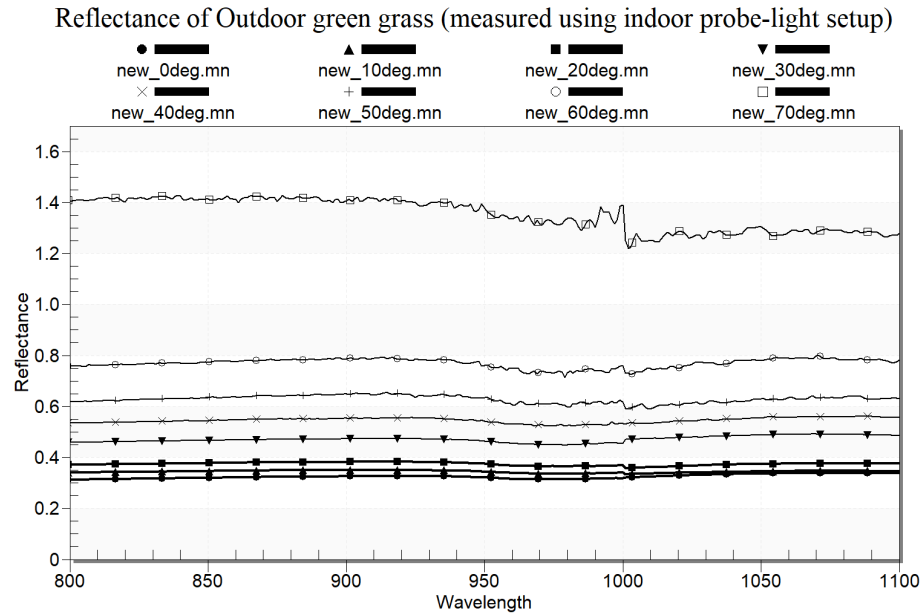 Reflectance of Outdoor green grass (measured using indoor probe-light setup)
new_0deg.mn new_10deg.mn new_20deg.mn new_30deg.mn
new_40deg.mn new_50deg.mn new_60deg.mn new_70deg.mn
1.6
1.4
1.2
1.0
0.8
0.6
0.4
0.2
0
Reflectance
800 850 900 950 1000 1050 1100
Wavelength